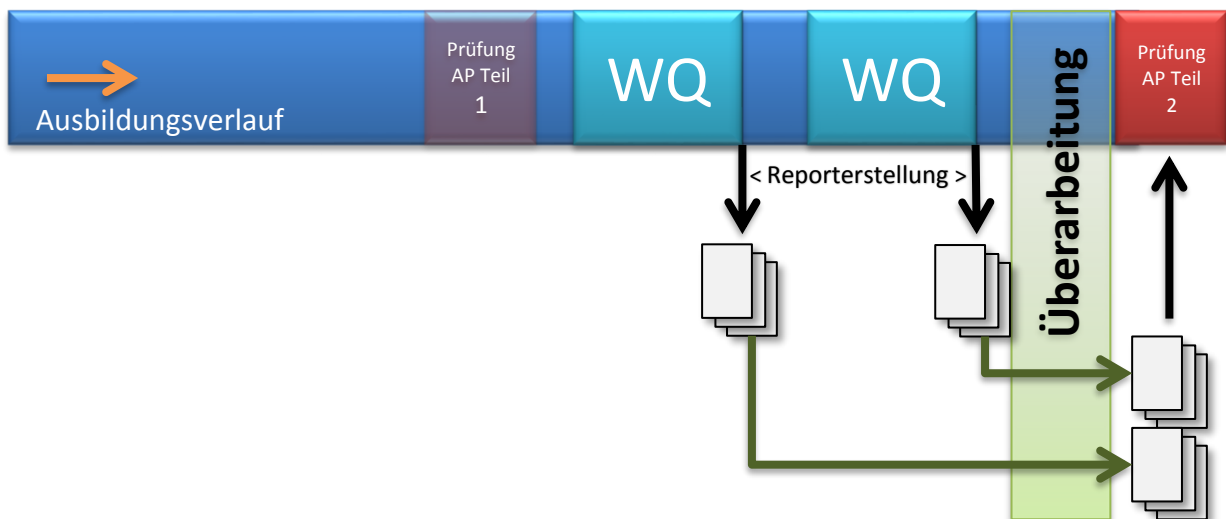 Ausbildungsverlauf
Prüfung
AP Teil
1
WQ
WQ
Überarbeitung
Prüfung
AP Teil
2
< Reporterstellung >